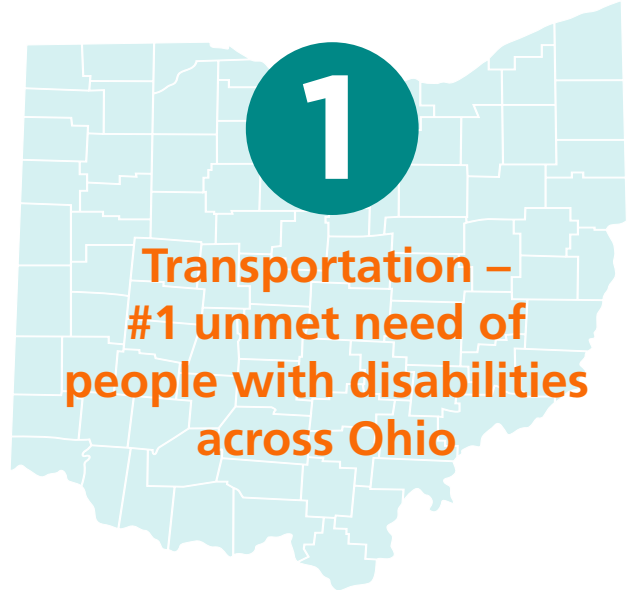 1
Transportation –
#1 unmet need of
people with disabilities
across Ohio